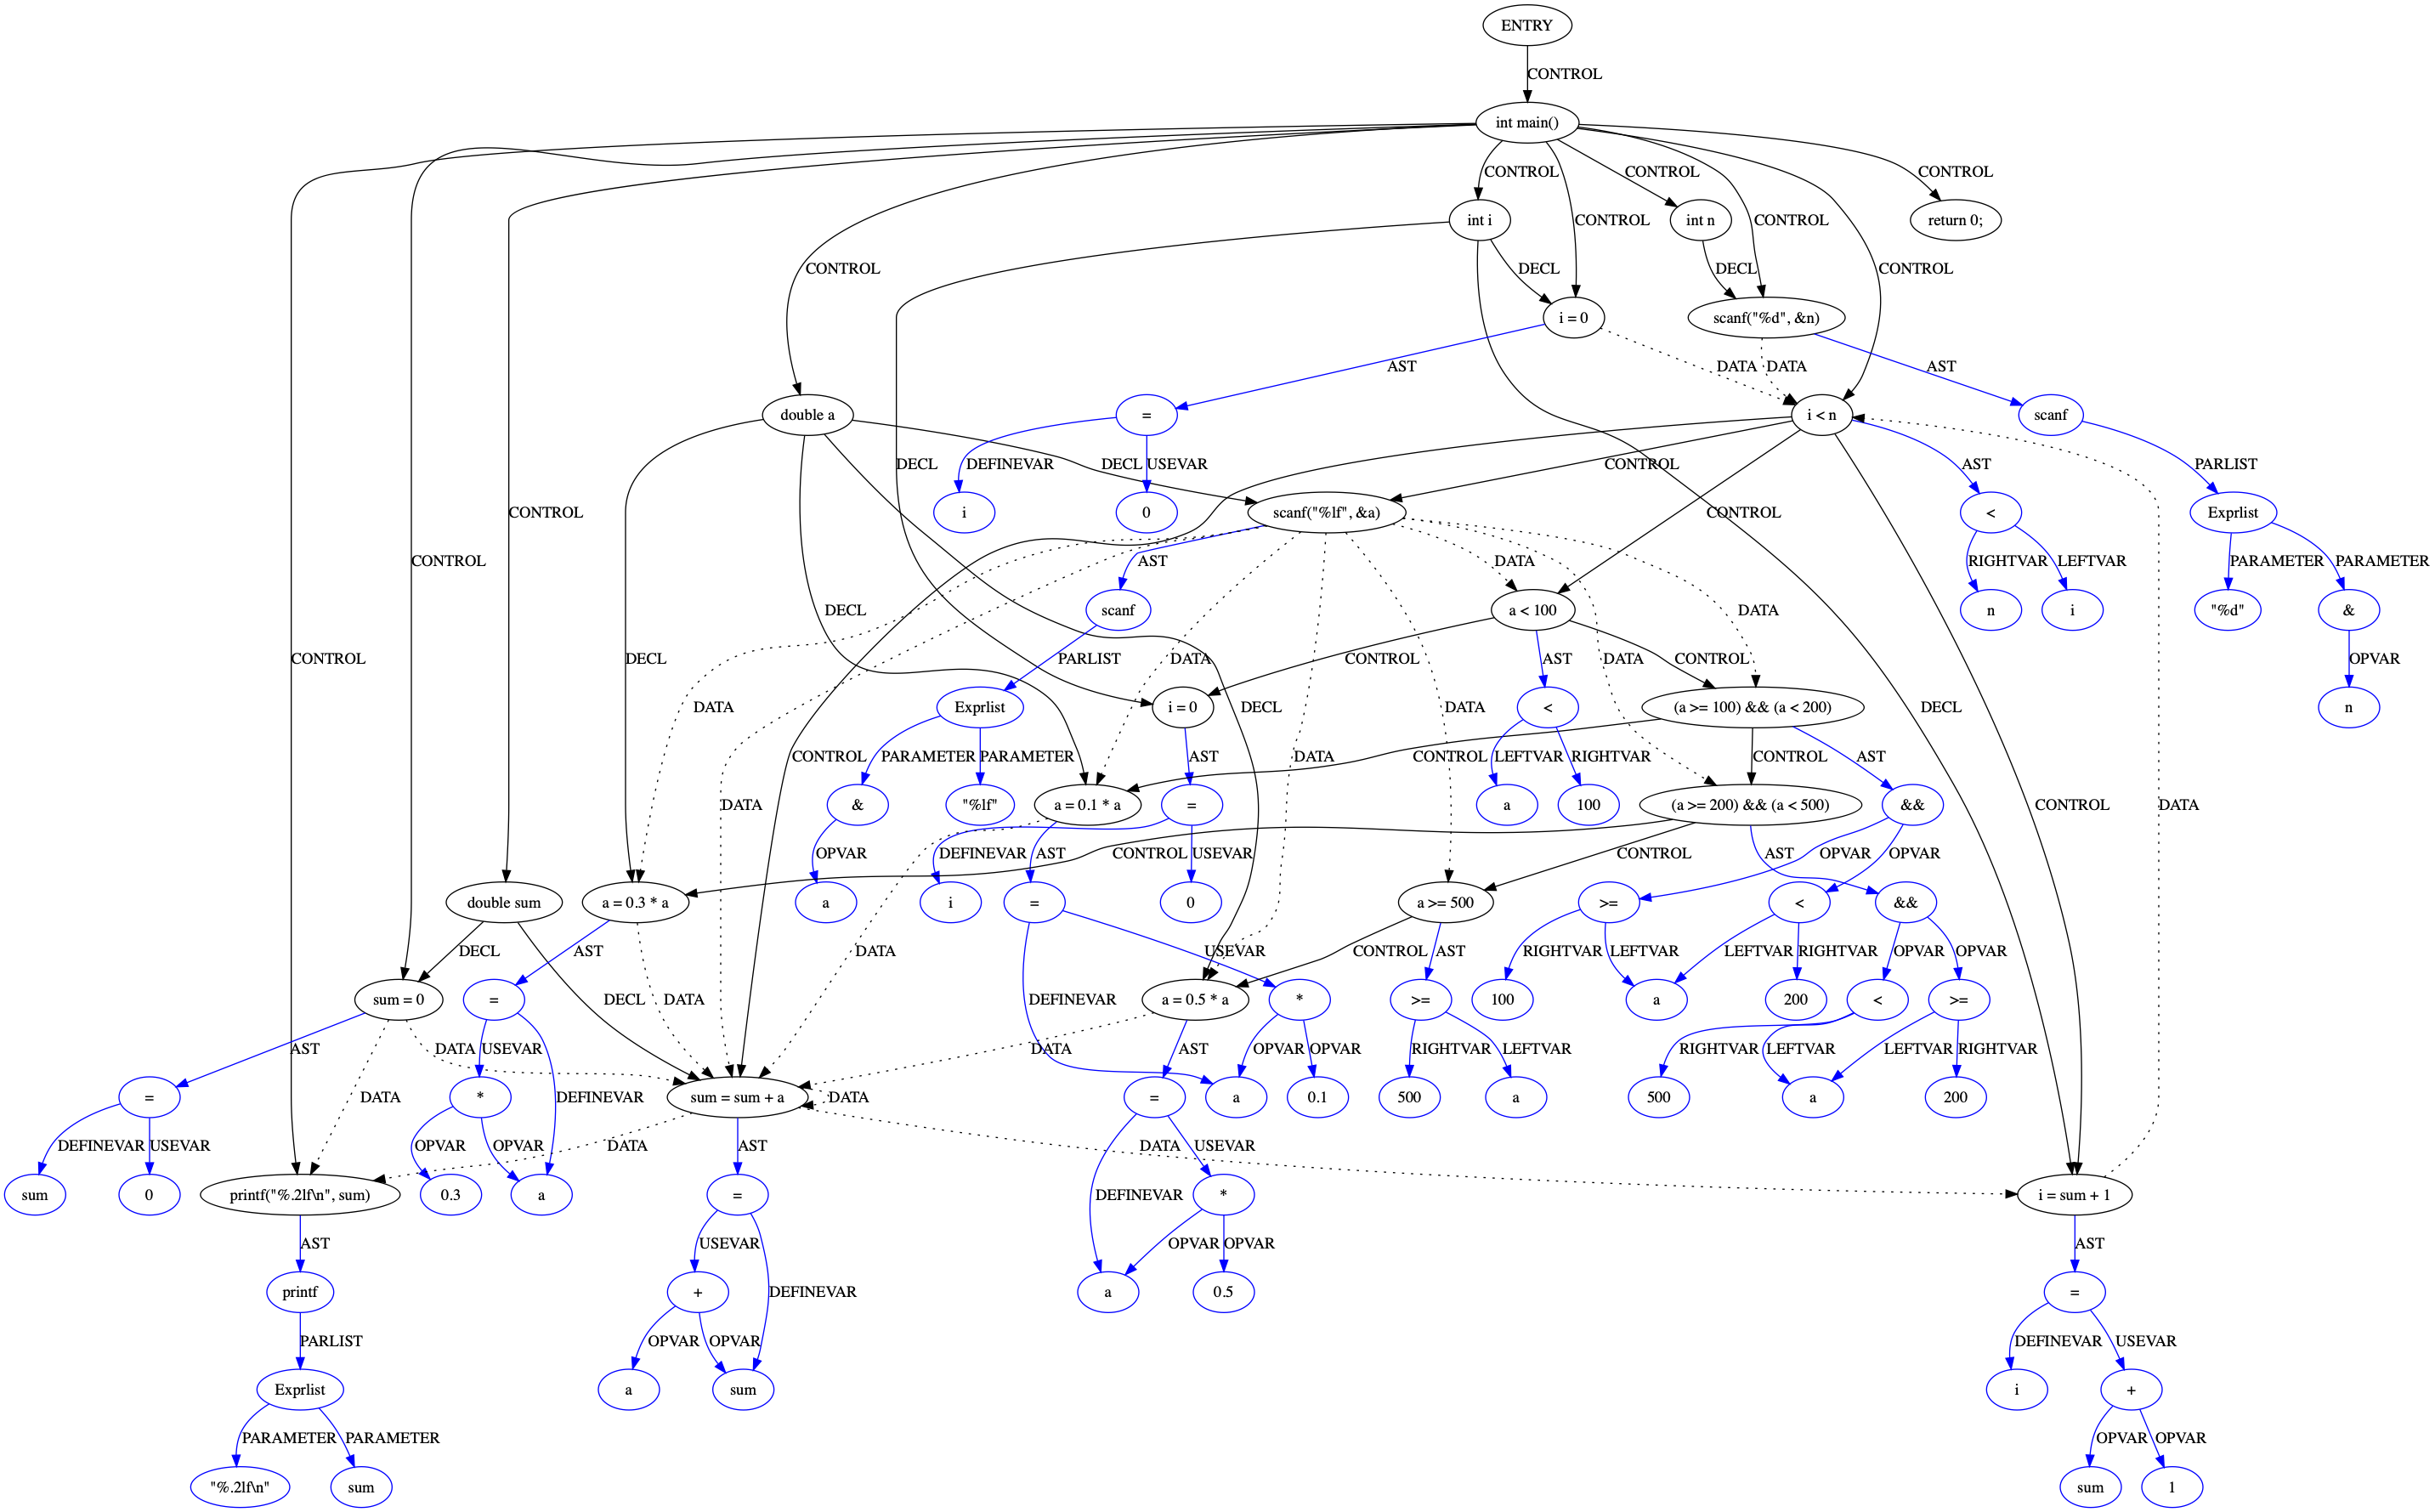 ENTRY
CONTROL
int main()
CONTROL
CONTROL
CONTROL
int i
CONTROL
int n
CONTROL
return 0;
CONTROL
DECL
DECL
CONTROL
i = 0
scanf("%d", &n)
AST
DATA
DATA
AST
double a
=
i < n
scanf
DECL
DEFINEVAR
DECL
USEVAR
CONTROL
AST
PARLIST
CONTROL
i
0
scanf("%lf", &a)
CONTROL
<
Exprlist
CONTROL
AST
DATA
RIGHTVAR
LEFTVAR
PARAMETER
PARAMETER
DECL
scanf
a < 100
DATA
n
i
"%d"
&
CONTROL
DECL
PARLIST
DATA
CONTROL
AST
DATA
CONTROL
OPVAR
DATA
Exprlist
i = 0
DECL
DATA
<
(a >= 100) && (a < 200)
DECL
n
CONTROL
PARAMETER
PARAMETER
AST
DATA
CONTROL
LEFTVAR
RIGHTVAR
CONTROL
AST
DATA
&
"%lf"
a = 0.1 * a
=
a
100
(a >= 200) && (a < 500)
&&
CONTROL
DATA
OPVAR
CONTROL
DEFINEVAR
AST
USEVAR
CONTROL
AST
OPVAR
OPVAR
double sum
a = 0.3 * a
a
i
=
0
a >= 500
>=
<
&&
DECL
AST
DATA
USEVAR
CONTROL
AST
RIGHTVAR
LEFTVAR
LEFTVAR
RIGHTVAR
OPVAR
OPVAR
sum = 0
=
DECL
DATA
DEFINEVAR
a = 0.5 * a
*
>=
100
a
200
<
>=
AST
DATA
USEVAR
DATA
AST
OPVAR
OPVAR
RIGHTVAR
LEFTVAR
RIGHTVAR
LEFTVAR
LEFTVAR
RIGHTVAR
=
DATA
*
DEFINEVAR
sum = sum + a
DATA
=
a
0.1
500
a
500
a
200
DEFINEVAR
USEVAR
OPVAR
OPVAR
DATA
AST
DATA
USEVAR
sum
0
printf("%.2lf\n", sum)
0.3
a
=
DEFINEVAR
*
i = sum + 1
AST
USEVAR
OPVAR
OPVAR
AST
printf
+
DEFINEVAR
a
0.5
=
PARLIST
OPVAR
OPVAR
DEFINEVAR
USEVAR
Exprlist
a
sum
i
+
PARAMETER
PARAMETER
OPVAR
OPVAR
"%.2lf\n"
sum
sum
1